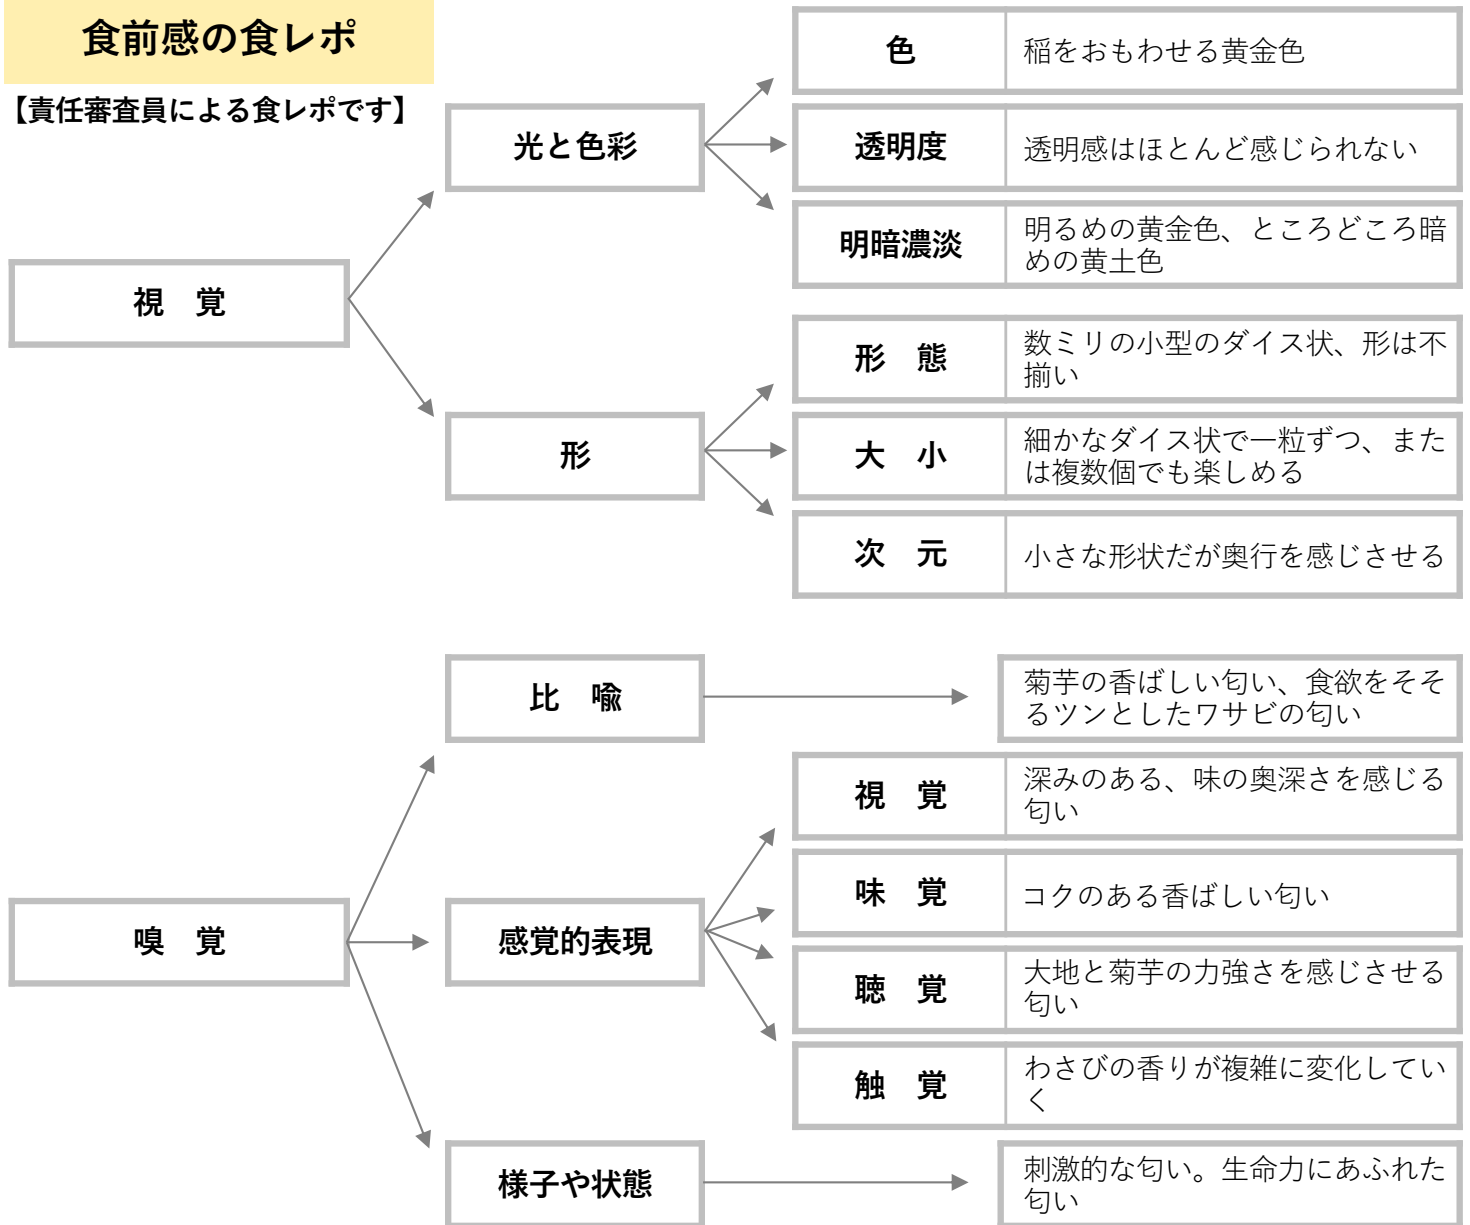 食前感の食レポ
【責任審査員による食レポです】
視　覚
光と色彩
色
稲をおもわせる黄金色
透明度
透明感はほとんど感じられない
明暗濃淡
明るめの黄金色、ところどころ暗
めの黄土色
形
形　態
数ミリの小型のダイス状、形は不
揃い
大　小
細かなダイス状で一粒ずつ、また
は複数個でも楽しめる
次　元
小さな形状だが奥行を感じさせる
嗅　覚
比　喩
菊芋の香ばしい匂い、食欲をそそ
るツンとしたワサビの匂い
感覚的表現
視　覚
深みのある、味の奥深さを感じる
匂い
味　覚
コクのある香ばしい匂い
聴　覚
大地と菊芋の力強さを感じさせる
匂い
触　覚
わさびの香りが複雑に変化してい
く
様子や状態
刺激的な匂い。生命力にあふれた
匂い